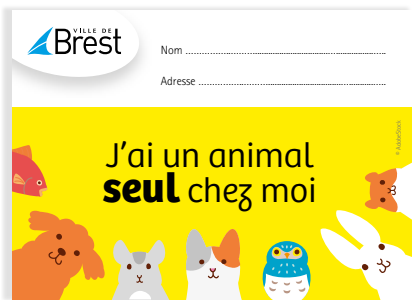 VILLE DE
Brest
Nom ........................................................
Adresse ....................................................
© AdobeStock
J'ai un animal
seul chez moi